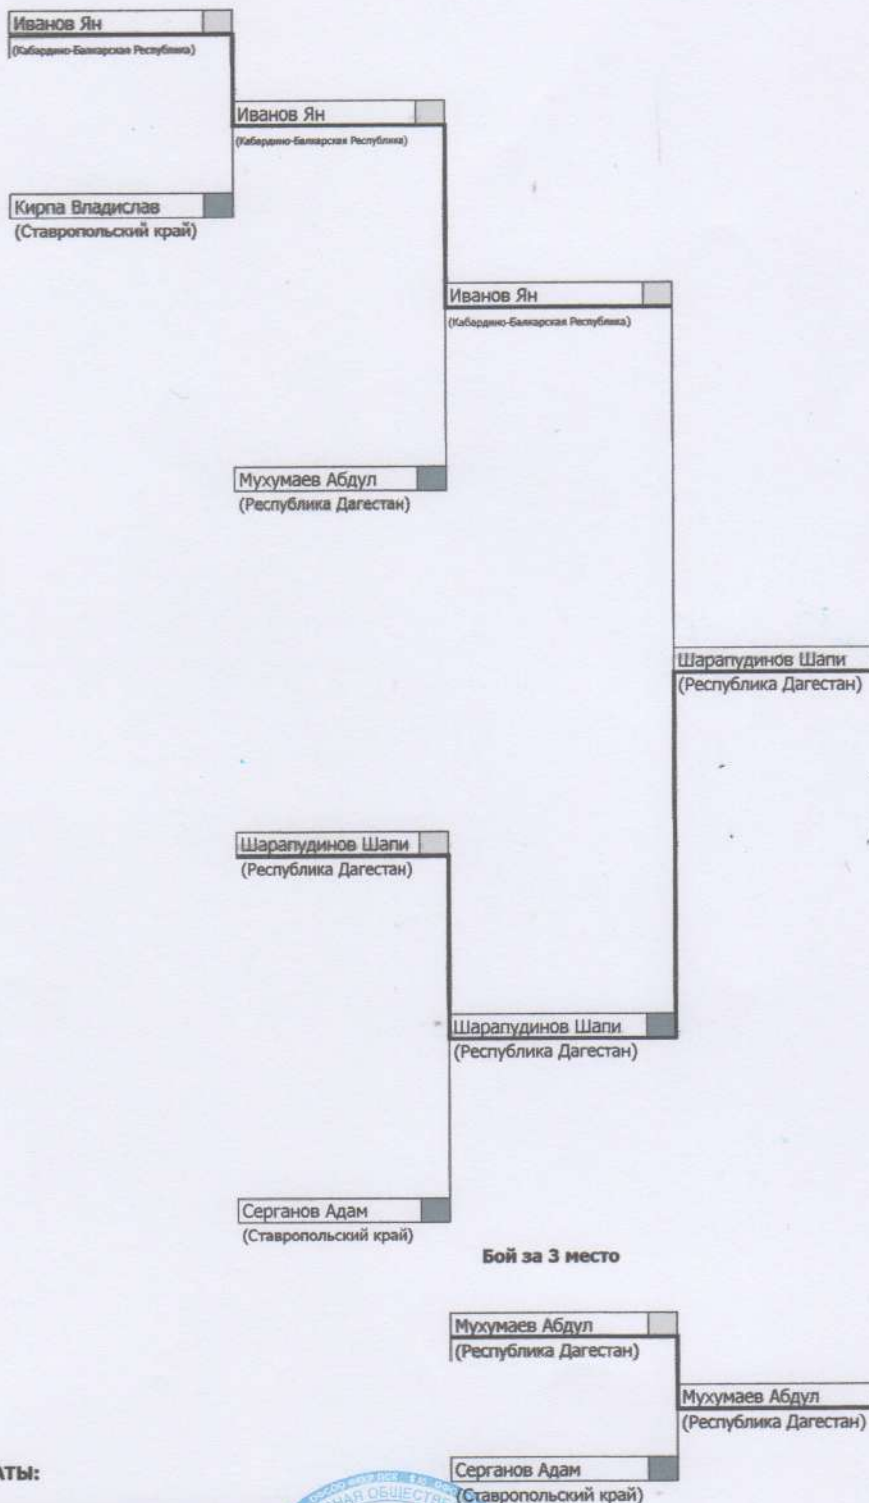 Иванов Ян
(Кабардино-Балкарская Республика)
Иванов Ян
(Кабардино-Балкарская Республика)
Кирпа Владислав
(Ставропольский край)
Иванов Ян
(Кабардино-Балкарская Республика)
Мухумаев Абдул
(Республика Дагестан)
Шарапудинов Шапи
(Республика Дагестан)
Шарапудинов Шапи
(Республика Дагестан)
Шарапудинов Шапи
(Республика Дагестан)
Серганов Адам
(Ставропольский край)
Бой за 3 место
Мухумаев Абдул
(Республика Дагестан)
Мухумаев Абдул
(Республика Дагестан)
Серганов Адам
(Ставропольский край)
АТЫ: